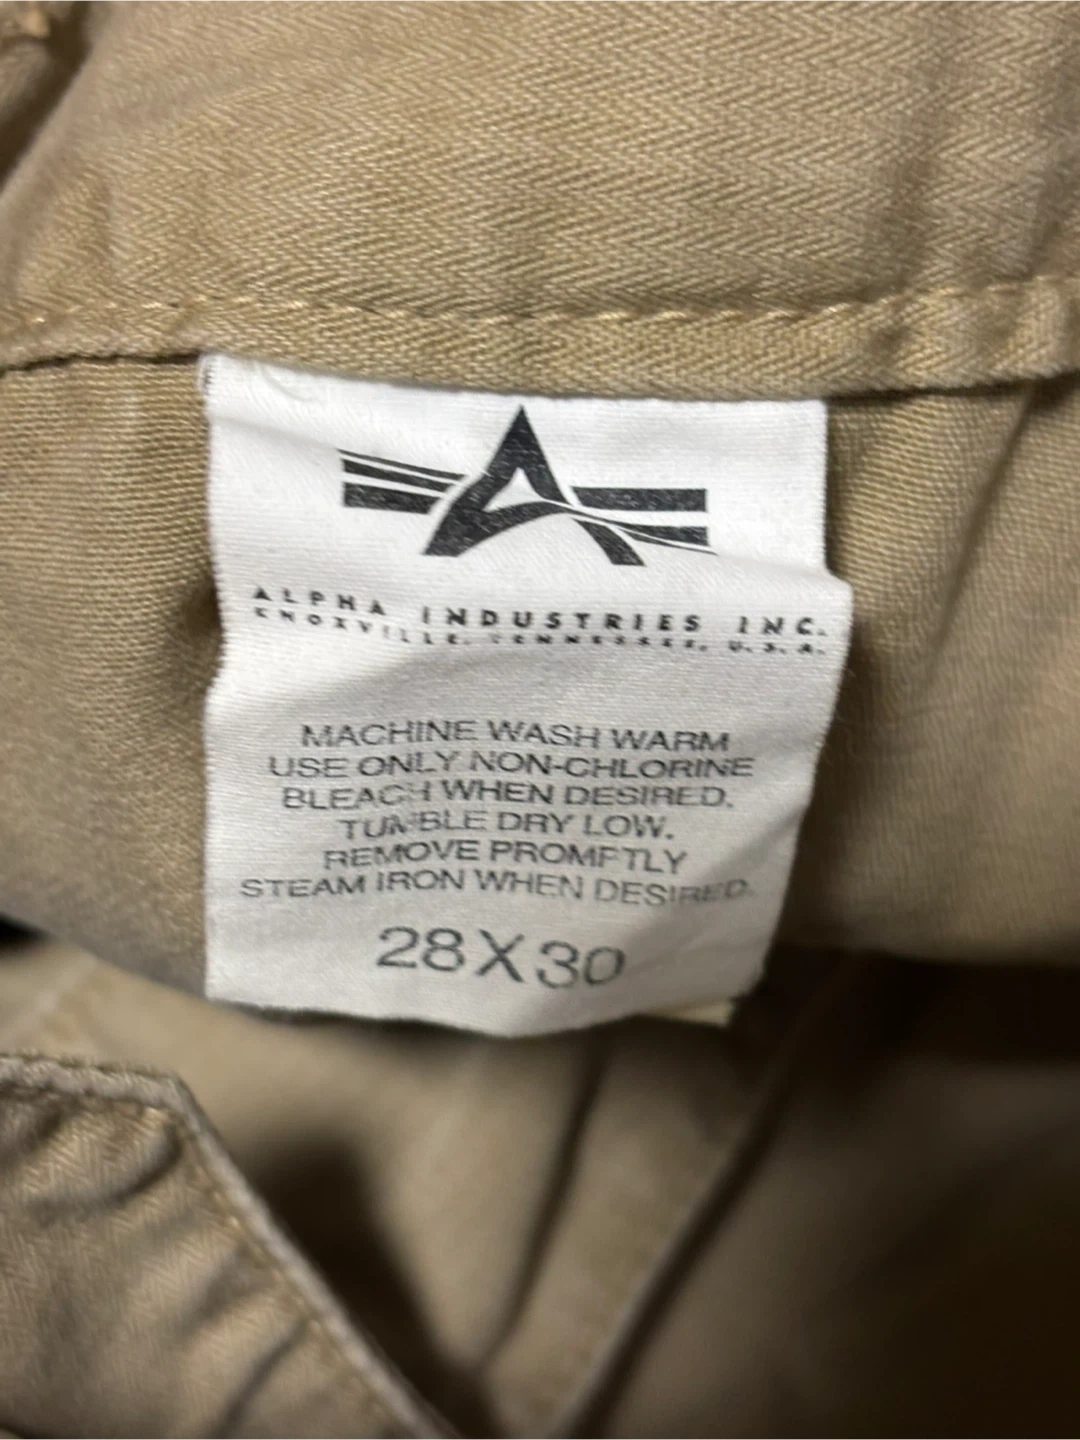 ALPHA INDUSTRIES INC.
KNOXVILLE, TENNESSEE, U.S.A.
MACHINE WASH WARM
USE ONLY NON-CHLORINE
BLEACH WHEN DESIRED.
TUMBLE DRY LOW.
REMOVE PROMPTLY
STEAM IRON WHEN DESIRED.
28X30